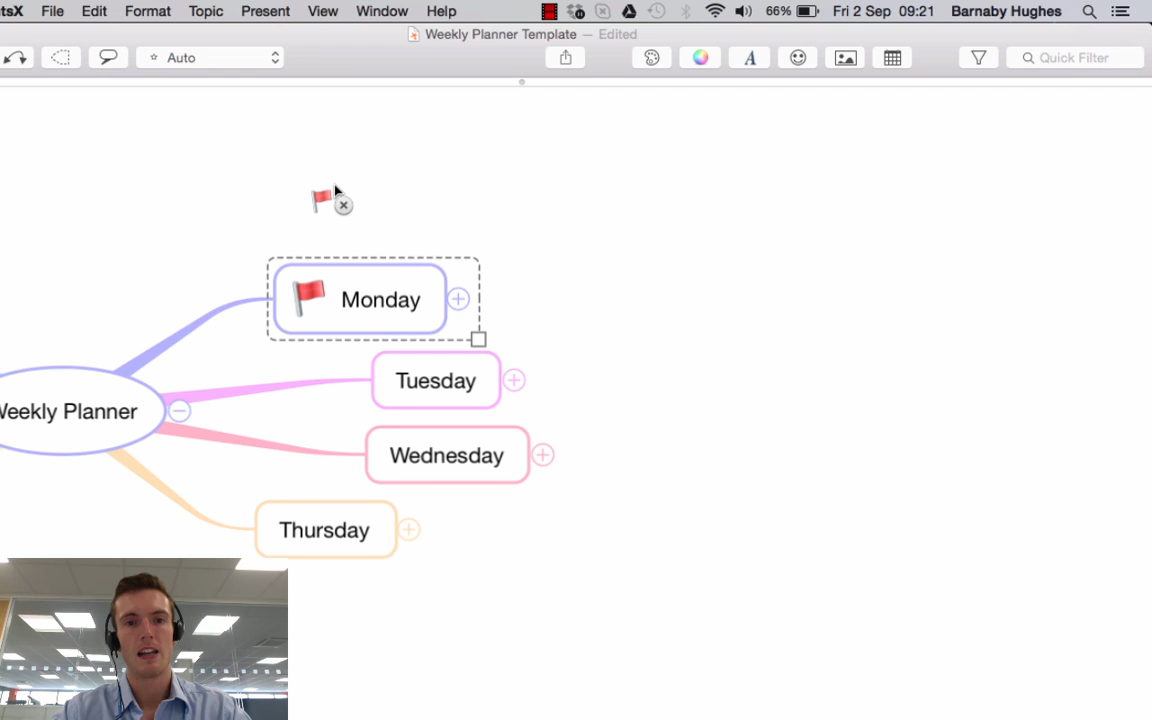 tsX File Edit Format Topic Insert Present View Window Help 66% Fri 2 Sep 09:21 Barnaby Hughes
Weekly Planner Template — Edited
Auto Quick Filter
Monday
Tuesday
Weekly Planner
Wednesday
Thursday